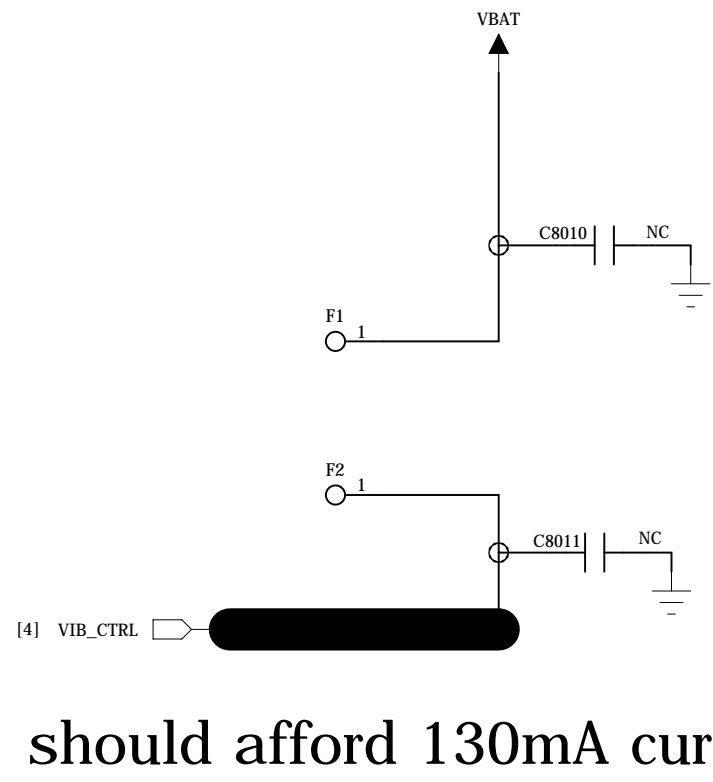 VBAT
C8010 NC
F1
1
F2
1
C8011 NC
[4] VIB_CTRL
should afford 130mA cur